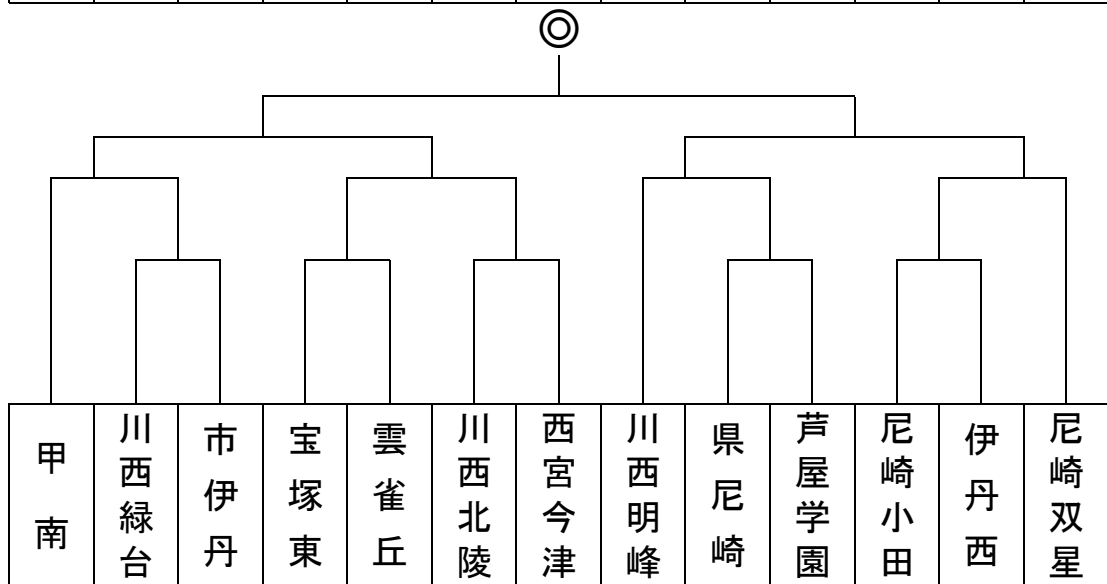 ◎
甲南
川西緑台
市伊丹
宝塚東
雲雀丘
川西北陵
西宮今津
川西明峰
県尼崎
芦屋学園
尼崎小田
伊丹西
尼崎双星